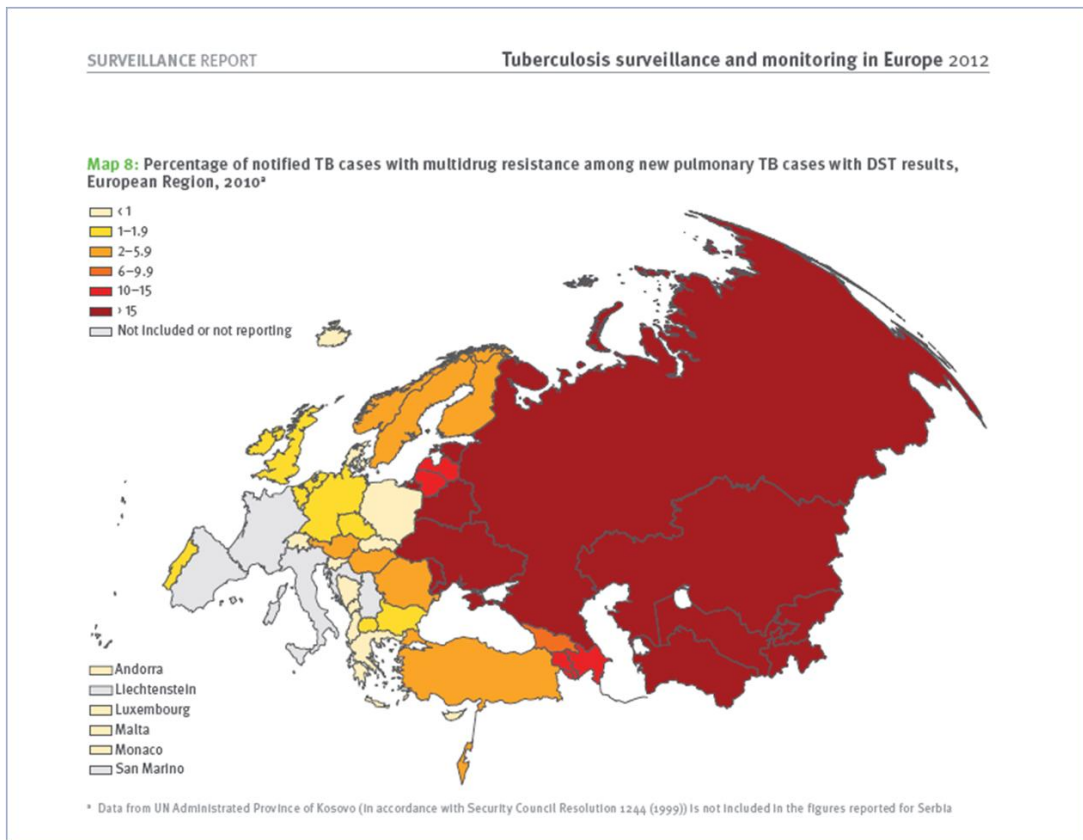 SURVEILLANCE REPORT
Tuberculosis surveillance and monitoring in Europe 2012
Map 8: Percentage of notified TB cases with multidrug resistance among new pulmonary TB cases with DST results,
European Region, 2010ª
< 1
1–1.9
2–5.9
6–9.9
10–15
> 15
Not included or not reporting
Andorra
Liechtenstein
Luxembourg
Malta
Monaco
San Marino
ª Data from UN Administrated Province of Kosovo (in accordance with Security Council Resolution 1244 (1999)) is not included in the figures reported for Serbia